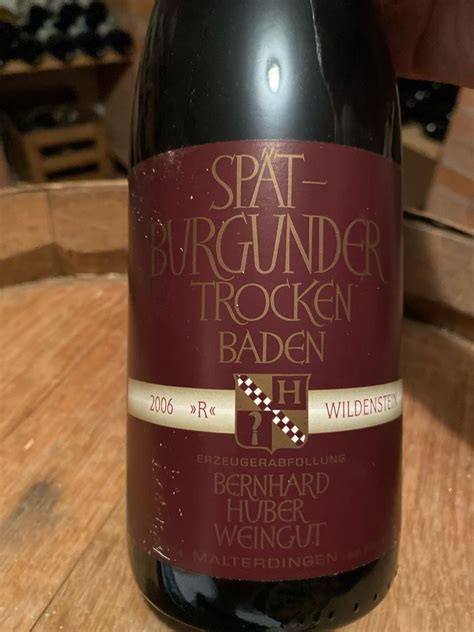 SPÄT-
BURGUNDER
TROCKEN
BADEN
2006 »R« WILDENSTEIN
H
ERZEUGERABFÜLLUNG
BERNHARD
HUBER
WEINGUT
MALTERDINGEN